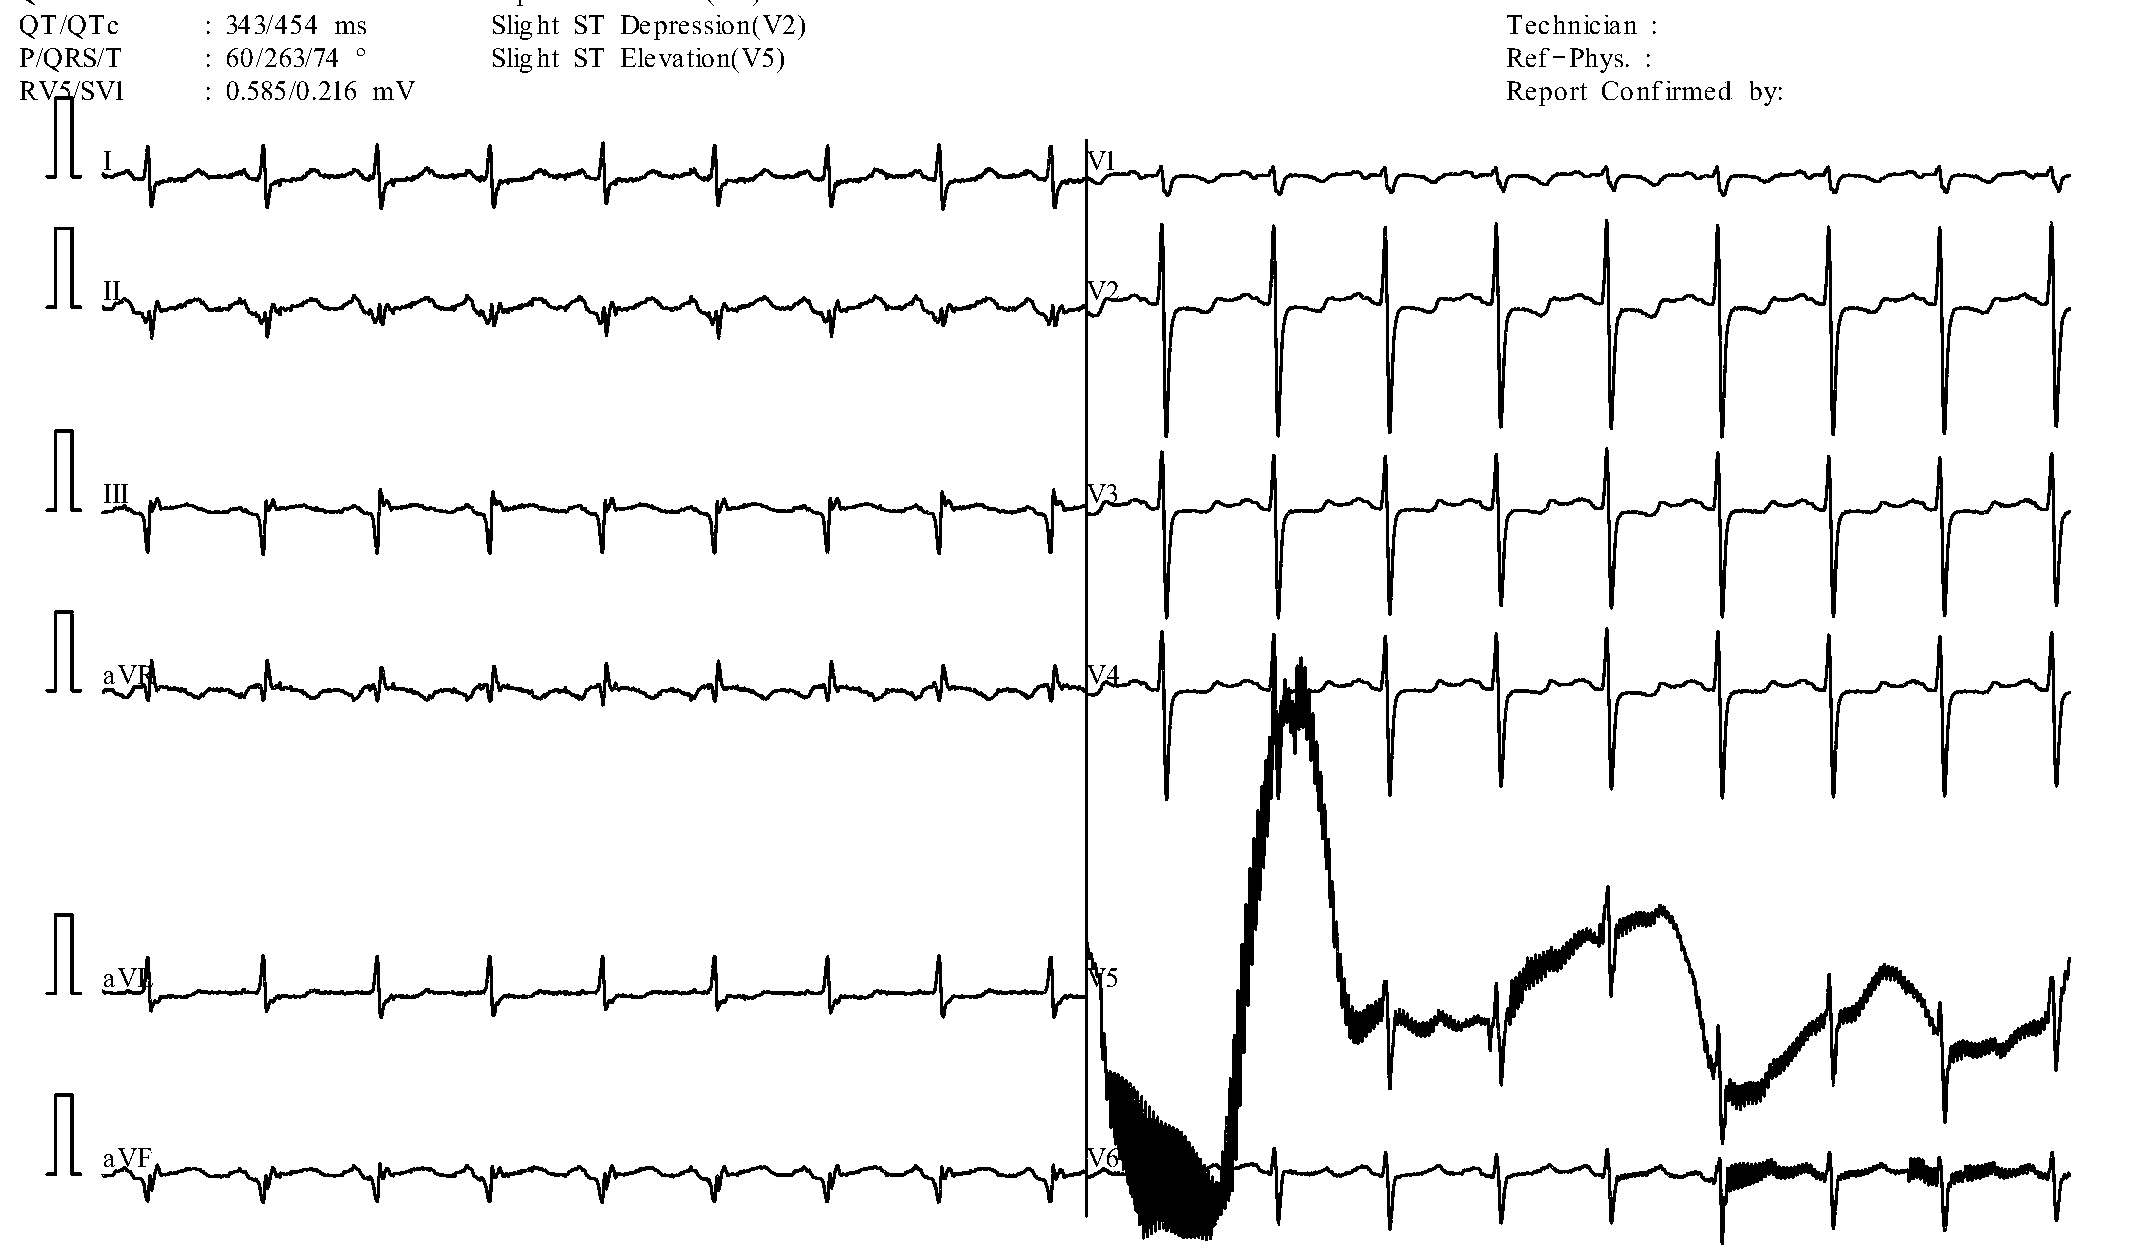 QT/QTc : 343/454 ms Slight ST Depression(V2) Technician :
P/QRS/T : 60/263/74 ° Slight ST Elevation(V5) Ref-Phys. :
RV5/SV1 : 0.585/0.216 mV Report Confirmed by:
I V1
II V2
III V3
aVR V4
aVL V5
aVF V6